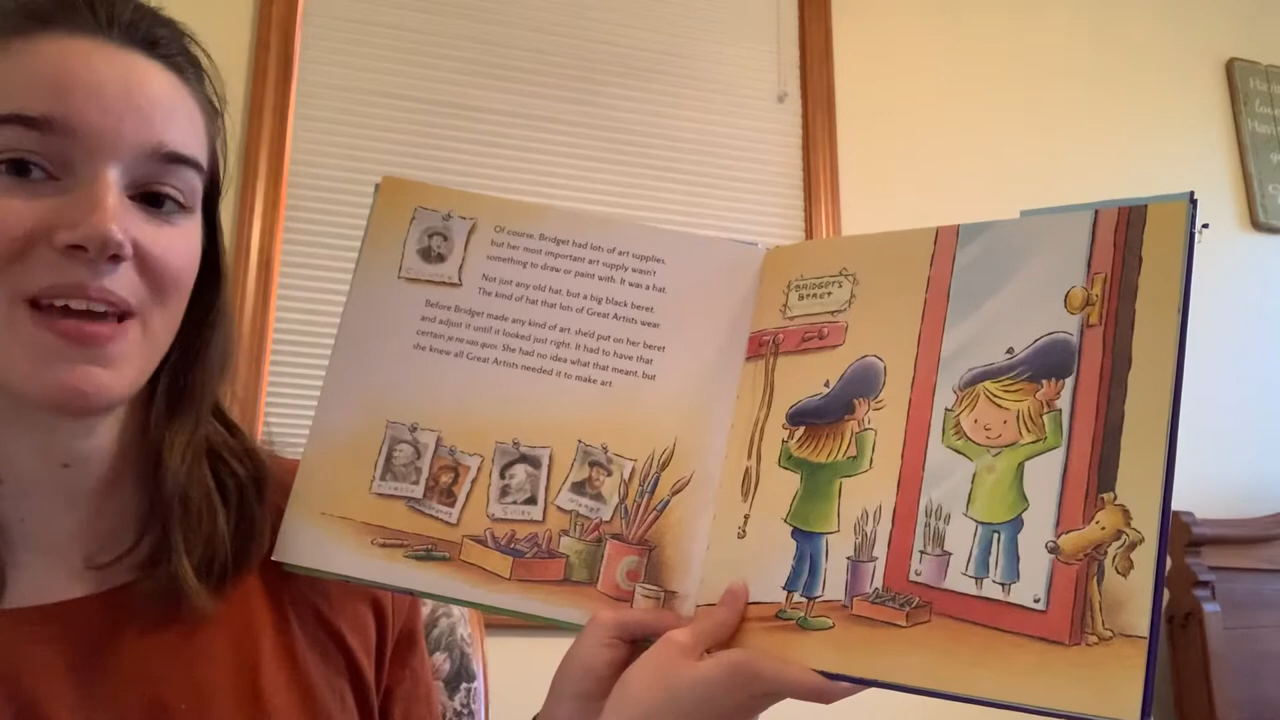 Of course, Bridget had lots of art supplies,
but her most important art supply wasn't
something to draw or paint with. It was a hat.
Not just any old hat, but a big black beret.
The kind of hat that lots of Great Artists wear.
Before Bridget made any kind of art, she'd put on her beret
and adjust it until it looked just right. It had to have that
certain je ne sais quoi. She had no idea what that meant, but
she knew all Great Artists needed it to make art.
Monet
BRIDGET'S
BERET